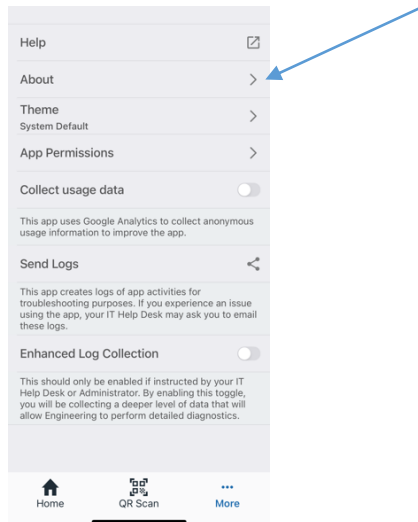 Help
About
Theme
System Default
App Permissions
Collect usage data
This app uses Google Analytics to collect anonymous
usage information to improve the app.
Send Logs
This app creates logs of app activities for
troubleshooting purposes. If you experience an issue
using the app, your IT Help Desk may ask you to email
these logs.
Enhanced Log Collection
This should only be enabled if instructed by your IT
Help Desk or Administrator. By enabling this toggle,
you will be collecting a deeper level of data that will
allow Engineering to perform detailed diagnostics.
Home QR Scan More